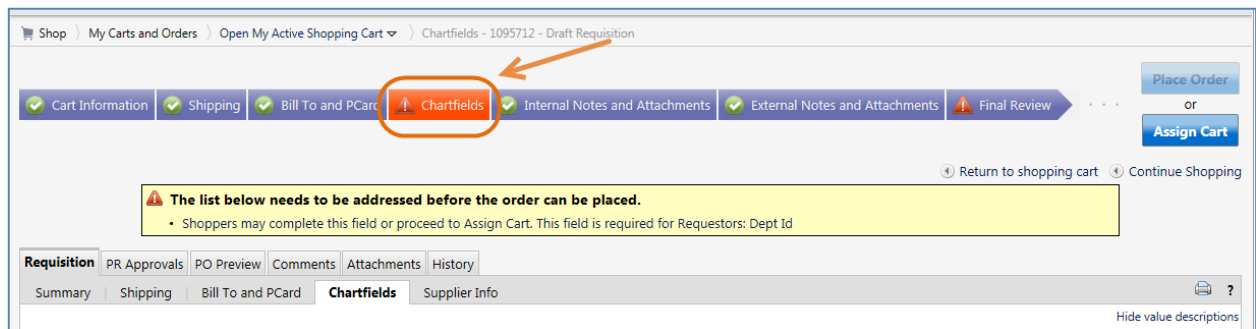 Shop My Carts and Orders Open My Active Shopping Cart Chartfields - 1095712 - Draft Requisition
Place Order
Cart Information Shipping Bill To and PCard Chartfields Internal Notes and Attachments External Notes and Attachments Final Review . . . or
Assign Cart
Return to shopping cart Continue Shopping
The list below needs to be addressed before the order can be placed.
• Shoppers may complete this field or proceed to Assign Cart. This field is required for Requestors: Dept Id
Requisition PR Approvals PO Preview Comments Attachments History
Summary Shipping Bill To and PCard Chartfields Supplier Info ?
Hide value descriptions